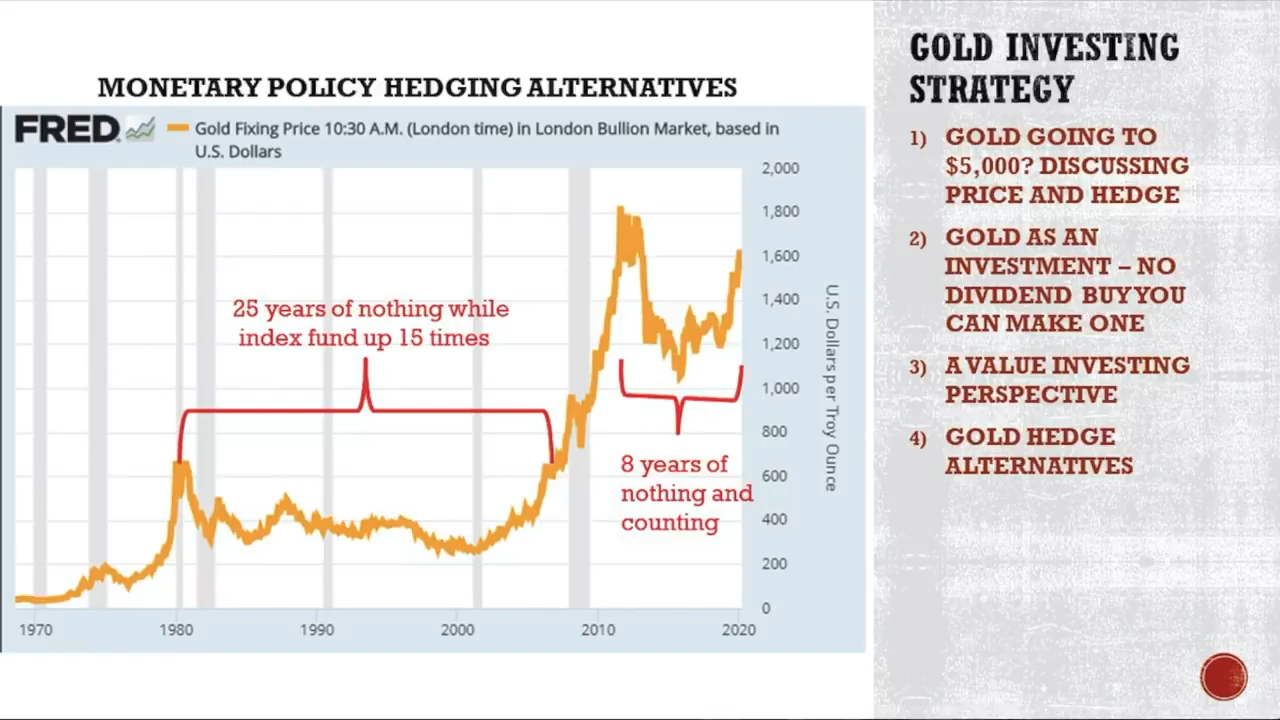 MONETARY POLICY HEDGING ALTERNATIVES
FRED
Gold Fixing Price 10:30 A.M. (London time) in London Bullion Market, based in
U.S. Dollars
2,000
1,800
1,600
1,400
1,200
1,000
800
600
400
200
0
U.S. Dollars per Troy Ounce
25 years of nothing while
index fund up 15 times
8 years of
nothing and
counting
1970
1980
1990
2000
2010
2020
GOLD INVESTING
STRATEGY
1) GOLD GOING TO
$5,000? DISCUSSING
PRICE AND HEDGE
2) GOLD AS AN
INVESTMENT – NO
DIVIDEND BUY YOU
CAN MAKE ONE
3) A VALUE INVESTING
PERSPECTIVE
4) GOLD HEDGE
ALTERNATIVES